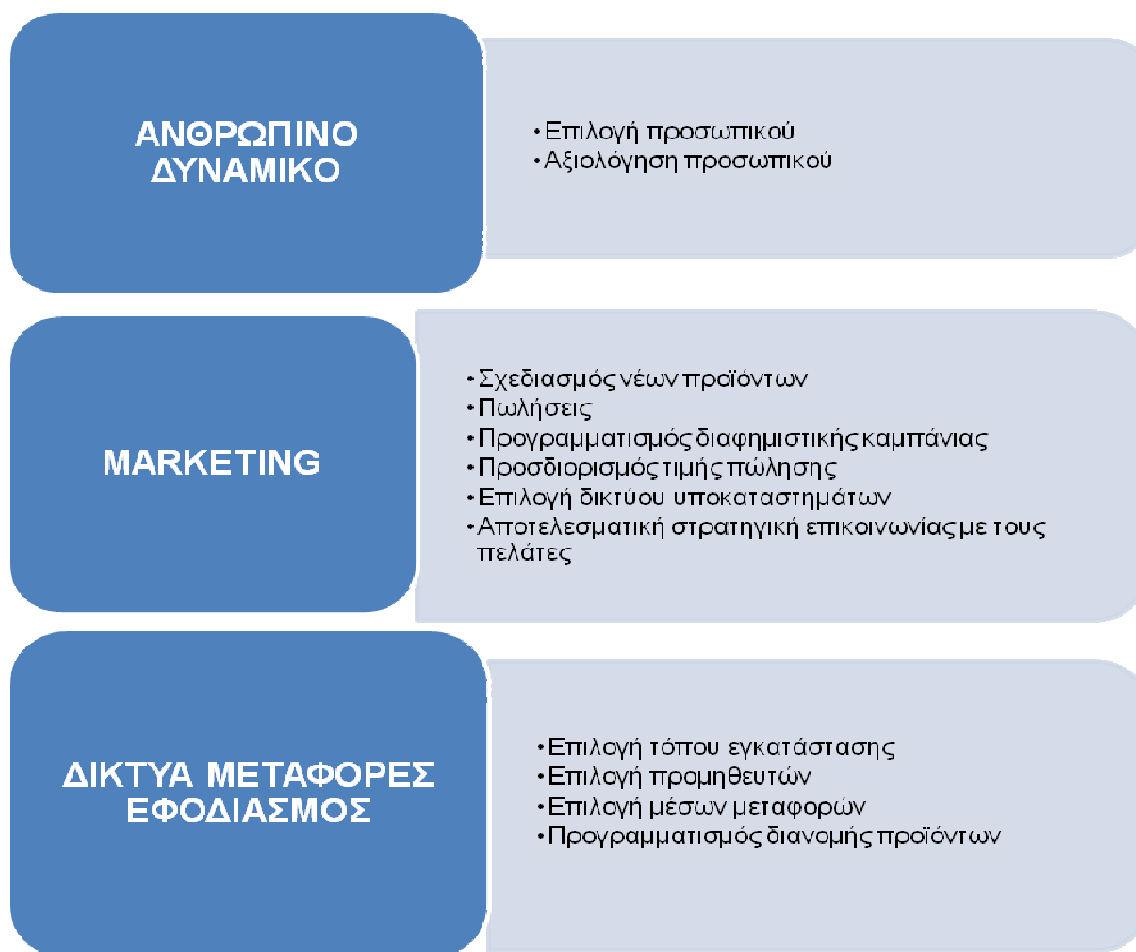 ΑΝΘΡΩΠΙΝΟ
ΔΥΝΑΜΙΚΟ
• Επιλογή προσωπικού
• Αξιολόγηση προσωπικού
MARKETING
• Σχεδιασμός νέων προϊόντων
• Πωλήσεις
• Προγραμματισμός διαφημιστικής καμπάνιας
• Προσδιορισμός τιμής πώλησης
• Επιλογή δικτύου υποκαταστημάτων
• Αποτελεσματική στρατηγική επικοινωνίας με τους
πελάτες
ΔΙΚΤΥΑ ΜΕΤΑΦΟΡΕΣ
ΕΦΟΔΙΑΣΜΟΣ
• Επιλογή τόπου εγκατάστασης
• Επιλογή προμηθευτών
• Επιλογή μέσων μεταφορών
• Προγραμματισμός διανομής προϊόντων